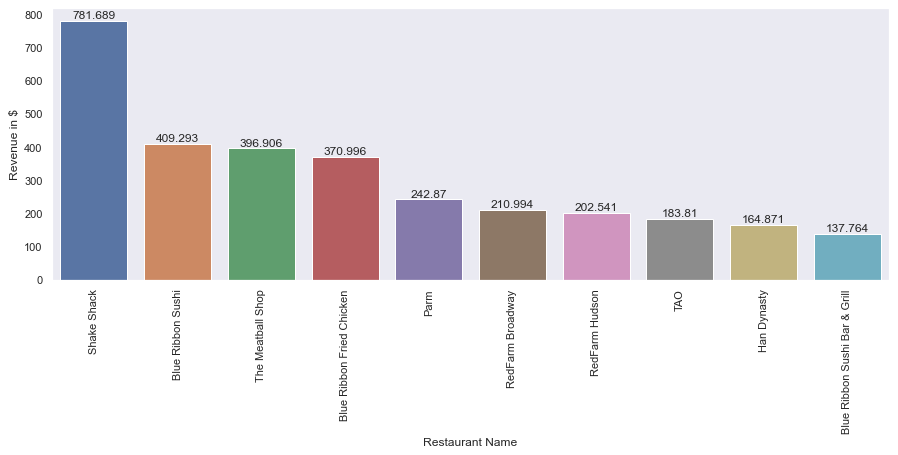 Revenue in $
800
700
600
500
400
300
200
100
0
781.689
409.293
396.906
370.996
242.87
210.994
202.541
183.81
164.871
137.764
Shake Shack
Blue Ribbon Sushi
The Meatball Shop
Blue Ribbon Fried Chicken
Parm
RedFarm Broadway
RedFarm Hudson
TAO
Han Dynasty
Blue Ribbon Sushi Bar & Grill
Restaurant Name